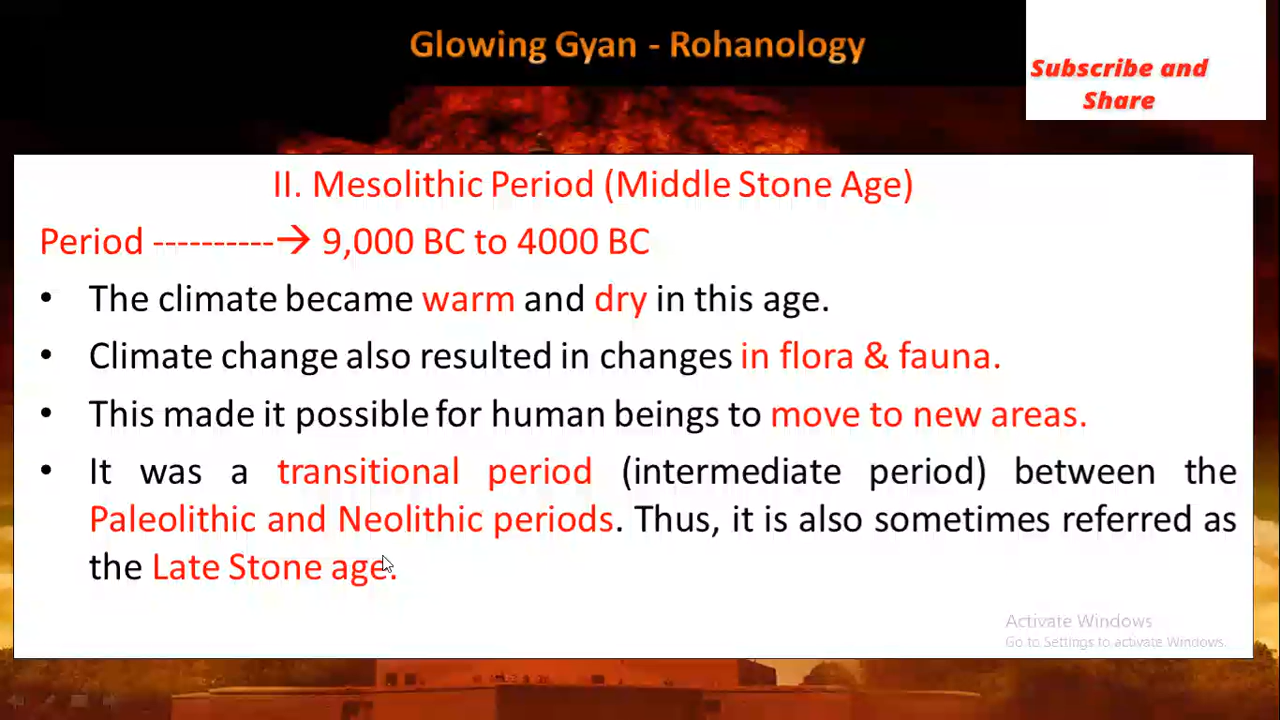 Glowing Gyan - Rohanology
Subscribe and
Share
II. Mesolithic Period (Middle Stone Age)
Period ----------→ 9,000 BC to 4000 BC
• The climate became warm and dry in this age.
• Climate change also resulted in changes in flora & fauna.
• This made it possible for human beings to move to new areas.
• It was a transitional period (intermediate period) between the
Paleolithic and Neolithic periods. Thus, it is also sometimes referred as
the Late Stone age.
Activate Windows
Go to Settings to activate Windows.